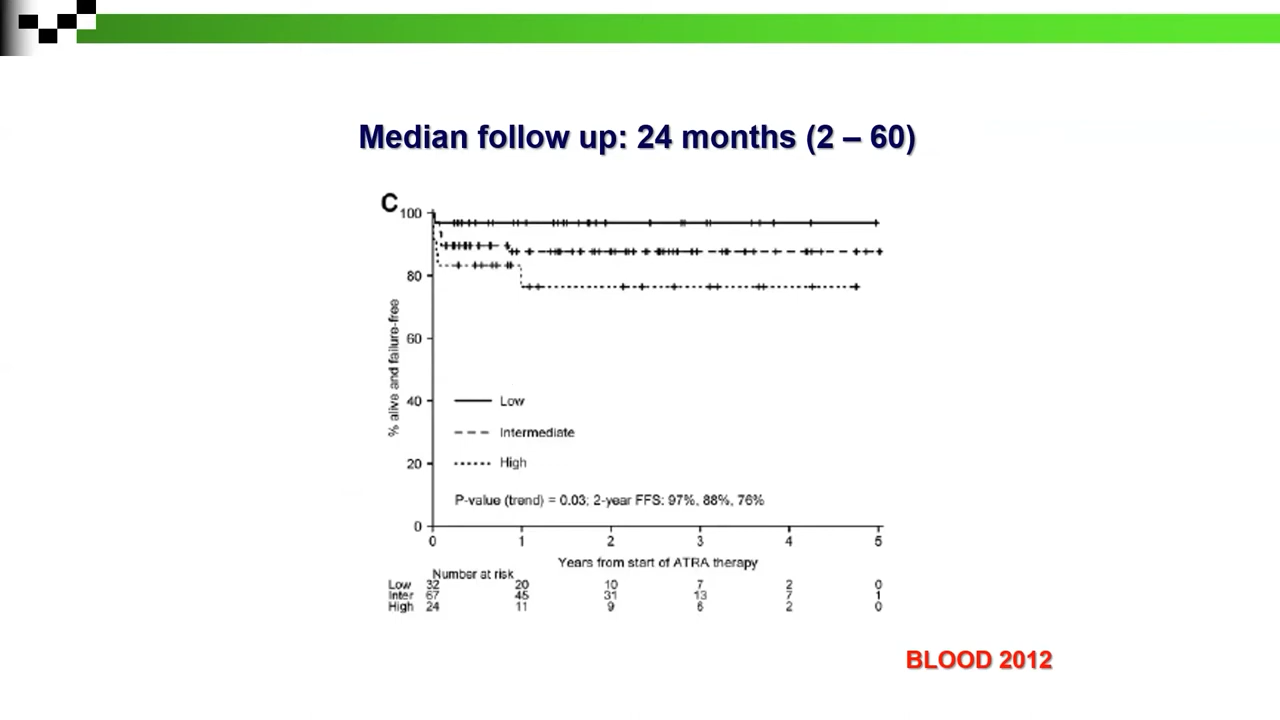 Median follow up: 24 months (2 – 60)
C
100
80
60
40
20
0
% alive and failure-free
Low
Intermediate
High
P-value (trend) = 0.03; 2-year FFS: 97%, 88%, 76%
0 1 2 3 4 5
Years from start of ATRA therapy
Number at risk
Low 32 20 10 7 2 0
Inter 67 45 31 13 7 1
High 24 11 9 6 2 0
BLOOD 2012